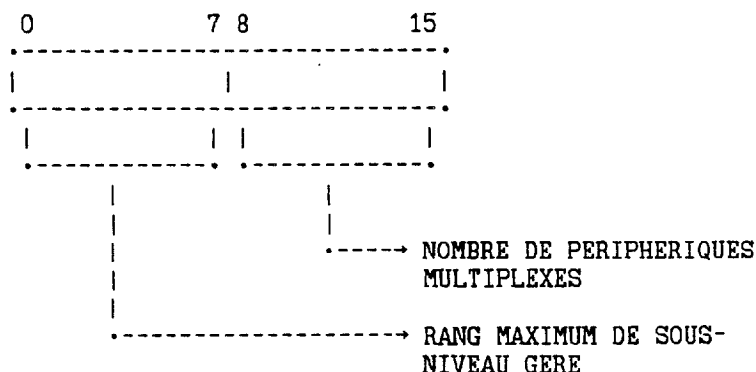 0 7 8 15
NOMBRE DE PERIPHERIQUES
MULTIPLEXES
RANG MAXIMUM DE SOUS-
NIVEAU GERE